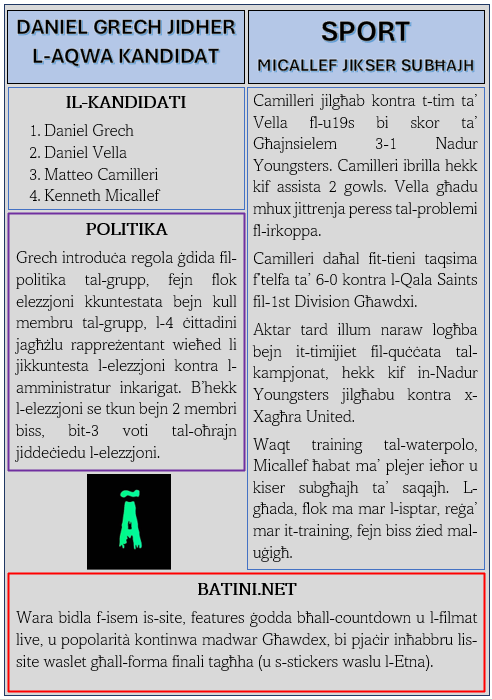 DANIEL GRECH JIDHER
L-AQWA KANDIDAT
SPORT
MICALLEF JIKSER SUBĦAJH
IL-KANDIDATI
1. Daniel Grech
2. Daniel Vella
3. Matteo Camilleri
4. Kenneth Micallef
POLITIKA
Grech introduċa regola ġdida fil-
politika tal-grupp, fejn flok
elezzjoni kkuntestata bejn kull
membru tal-grupp, l-4 ċittadini
jagħżlu rappreżentant wieħed li
jikkuntesta l-elezzjoni kontra l-
amministratur inkarigat. B’hekk
l-elezzjoni se tkun bejn 2 membri
biss, bit-3 voti tal-oħrajn
jiddeċiedu l-elezzjoni.
Ã
Camilleri jilgħab kontra t-tim ta’
Vella fl-u19s bi skor ta’
Għajnsielem 3-1 Nadur
Youngsters. Camilleri ibrilla hekk
kif assista 2 gowls. Vella għadu
mhux jittrenja peress tal-problemi
fl-irkoppa.
Camilleri daħal fit-tieni taqsima
f’telfa ta’ 6-0 kontra l-Qala Saints
fil-1st Division Għawdxi.
Aktar tard illum naraw logħba
bejn it-timijiet fil-quċċata tal-
kampjonat, hekk kif in-Nadur
Youngsters jilgħabu kontra x-
Xagħra United.
Waqt training tal-waterpolo,
Micallef ħabat ma’ plejer ieħor u
kiser subgħajh ta’ saqajh. L-
għada, flok ma mar l-isptar, reġa’
mar it-training, fejn biss żied mal-
uġigħ.
BATINI.NET
Wara bidla f-isem is-site, features ġodda bħall-countdown u l-filmat
live, u popolarità kontinwa madwar Għawdex, bi pjaċir inħabbru lis-
site waslet għall-forma finali tagħha (u s-stickers waslu l-Etna).